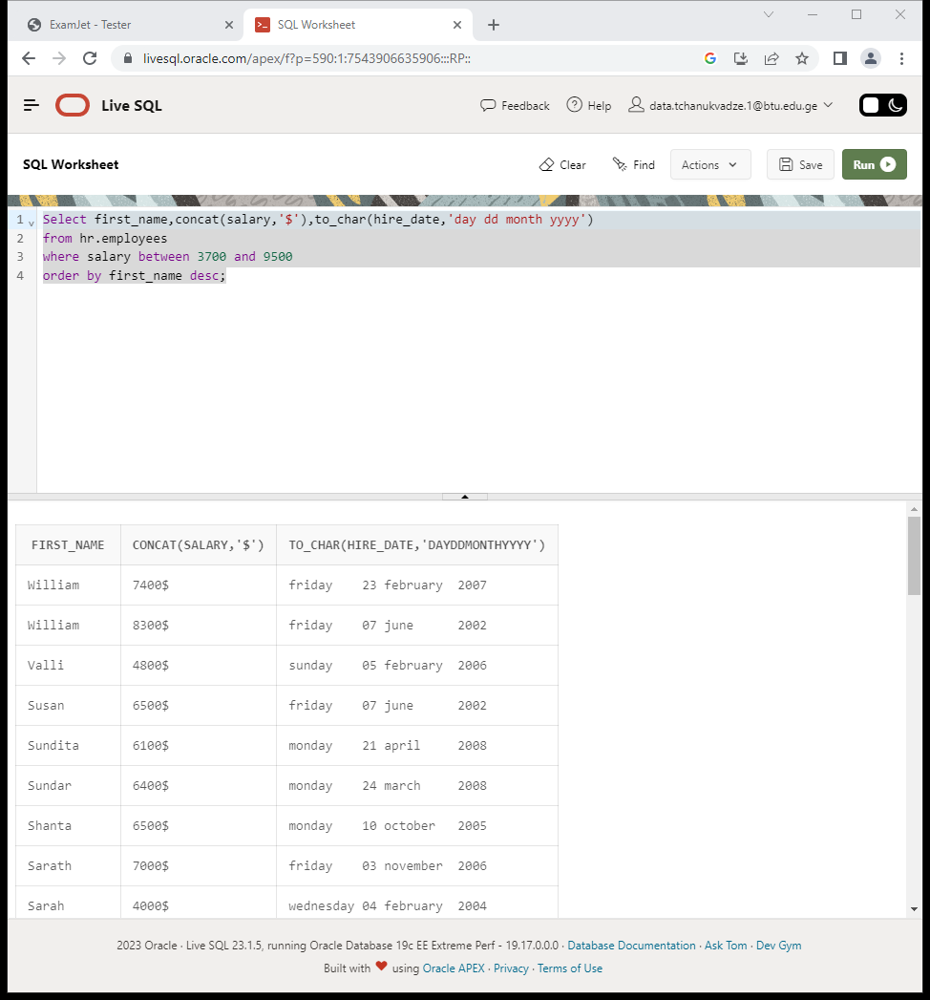 ExamJet - Tester
SQL Worksheet
livesql.oracle.com/apex/f?p=590:1:7543906635906:::RP::
Live SQL
Feedback
Help
data.tchanukvadze.1@btu.edu.ge
SQL Worksheet
Clear
Find
Actions
Save
Run
1 Select first_name,concat(salary,'$'),to_char(hire_date,'day dd month yyyy')
2 from hr.employees
3 where salary between 3700 and 9500
4 order by first_name desc;
FIRST_NAME CONCAT(SALARY,'$') TO_CHAR(HIRE_DATE,'DAYDDMONTHYYYY')
William 7400$ friday 23 february 2007
William 8300$ friday 07 june 2002
Valli 4800$ sunday 05 february 2006
Susan 6500$ friday 07 june 2002
Sundita 6100$ monday 21 april 2008
Sundar 6400$ monday 24 march 2008
Shanta 6500$ monday 10 october 2005
Sarath 7000$ friday 03 november 2006
Sarah 4000$ wednesday 04 february 2004
2023 Oracle · Live SQL 23.1.5, running Oracle Database 19c EE Extreme Perf - 19.17.0.0.0 · Database Documentation · Ask Tom · Dev Gym
Built with ❤ using Oracle APEX · Privacy · Terms of Use